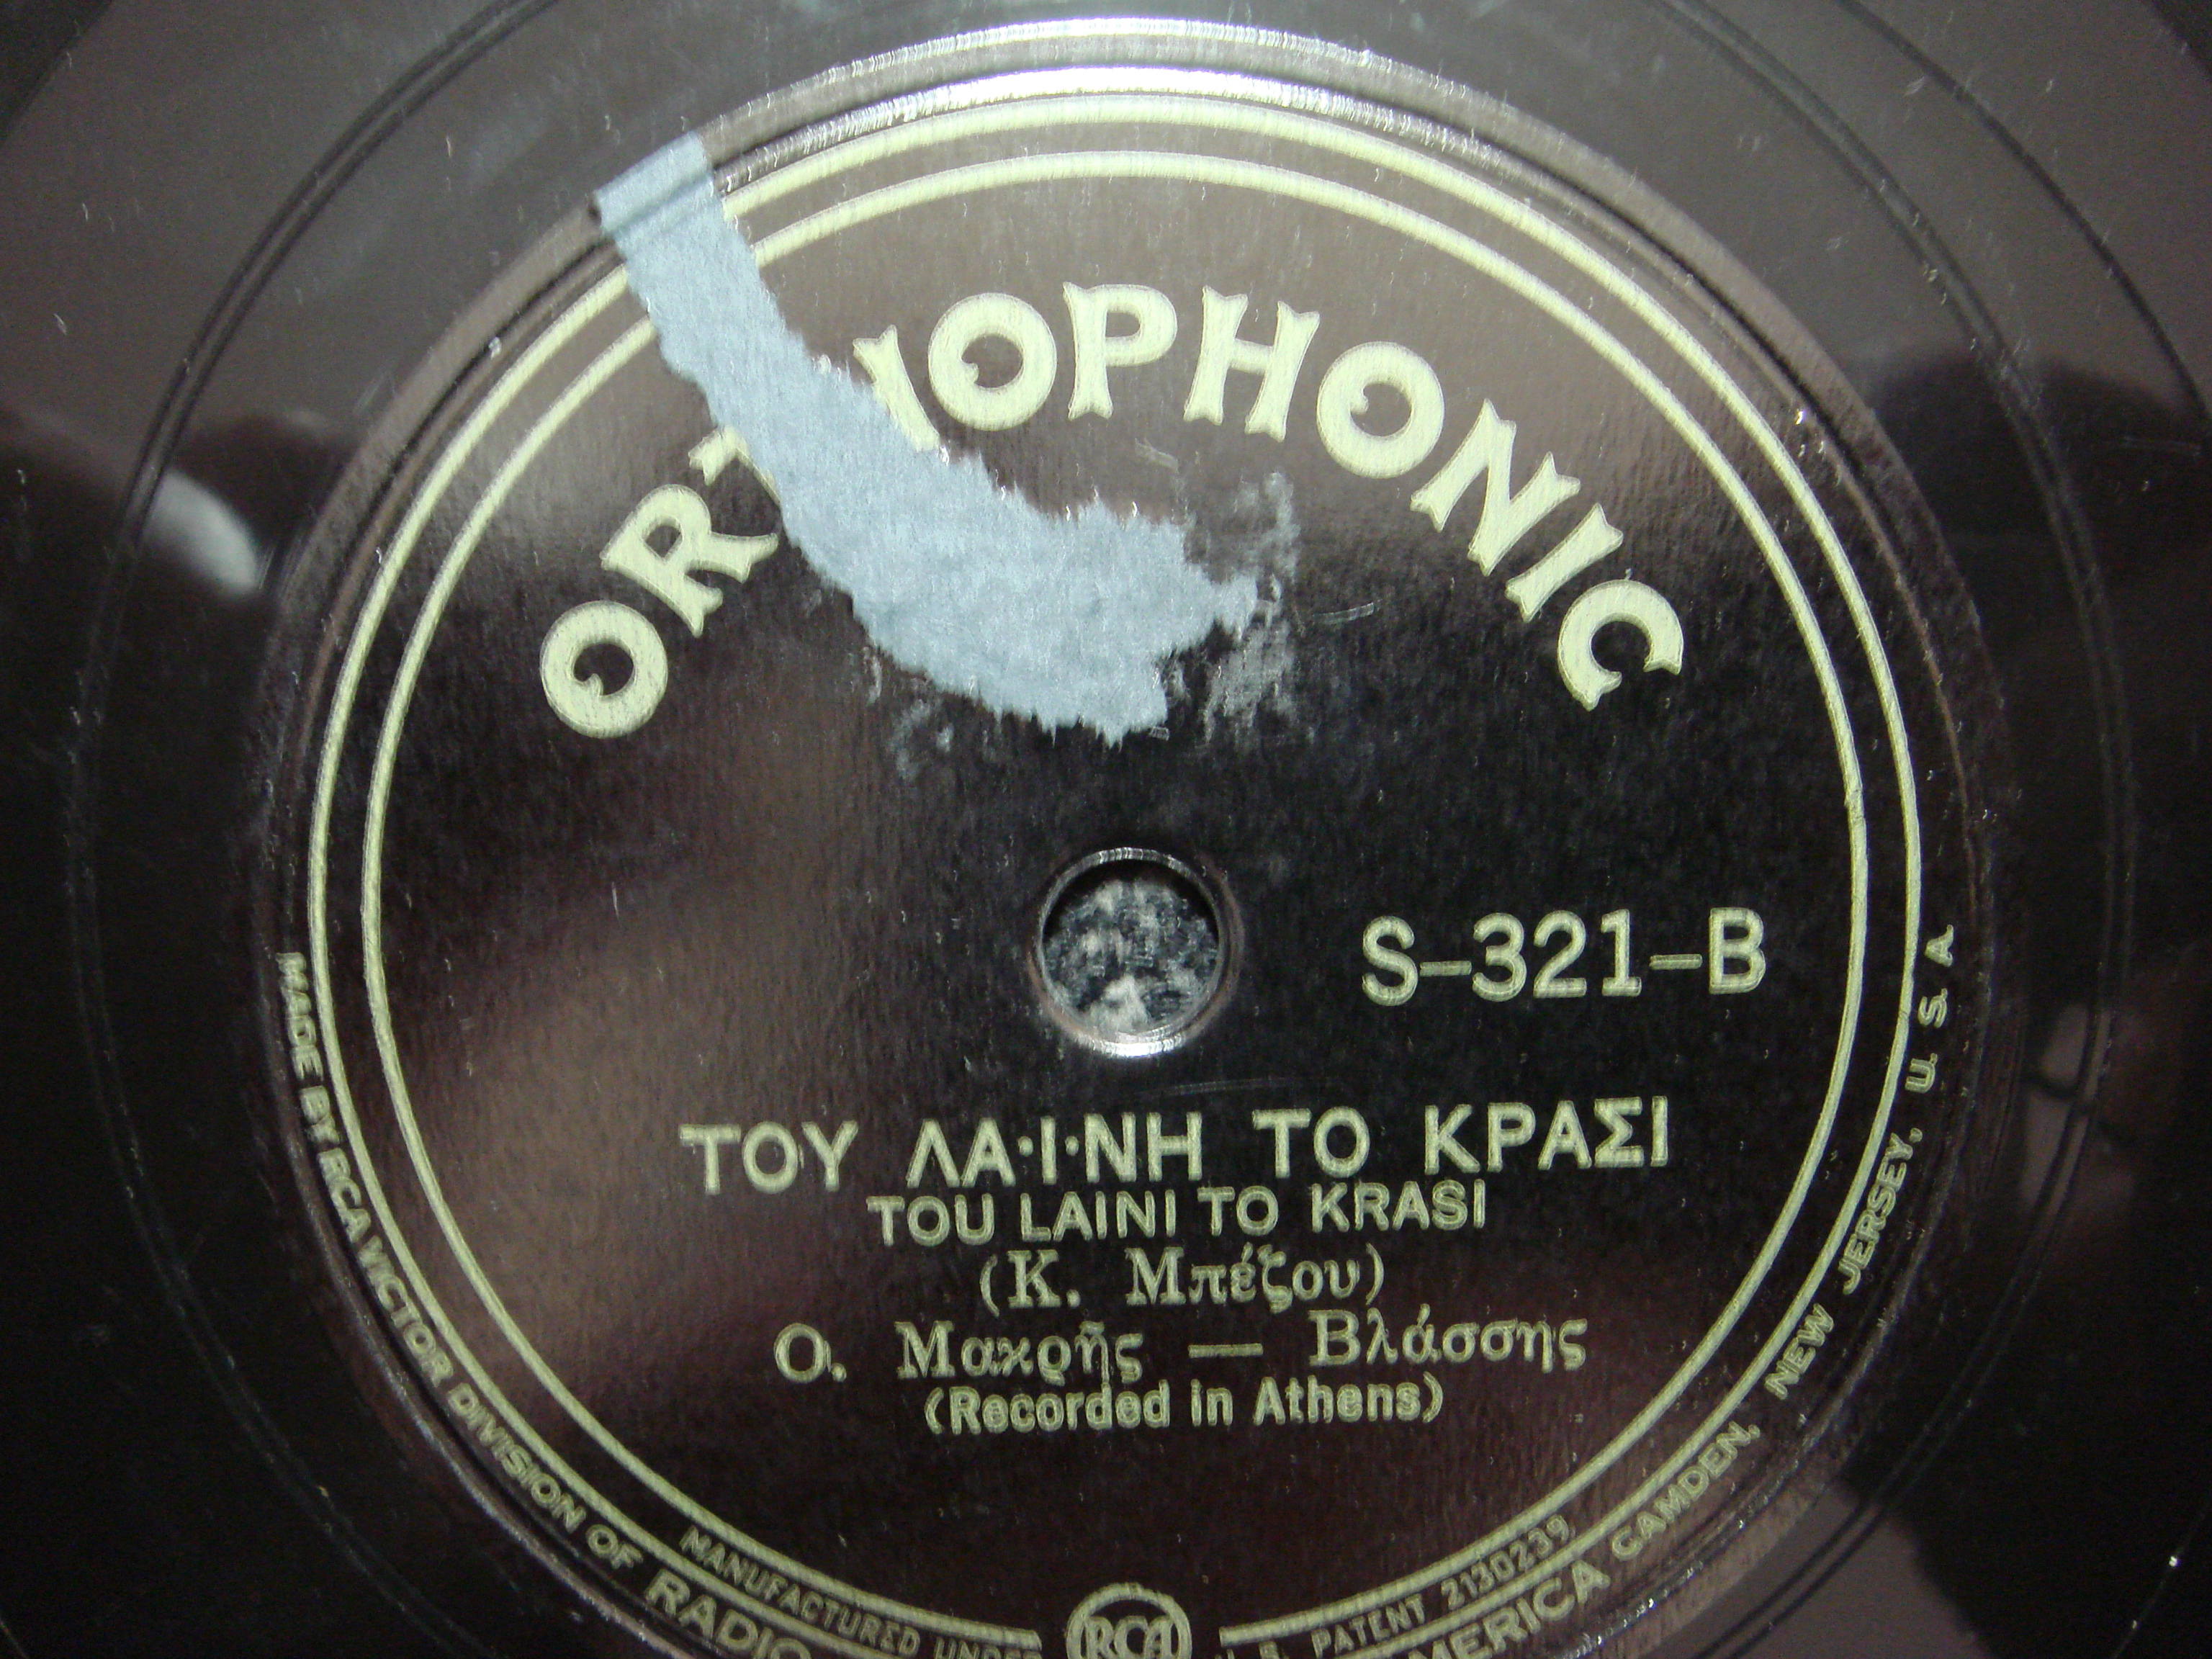 ORTHOPHONIC
S-321-B
ΤΟΥ ΛΑ·Ι·ΝΗ ΤΟ ΚΡΑΣΙ
TOU LAINI TO KRASI
(Κ. Μπέζου)
Ο. Μακρῆς — Βλάσσης
(Recorded in Athens)
MANUFACTURED UNDER U. S. PATENT 2130239
RCA
MADE BY RCA VICTOR DIVISION OF RADIO AMERICA CAMDEN, NEW JERSEY, U. S. A.